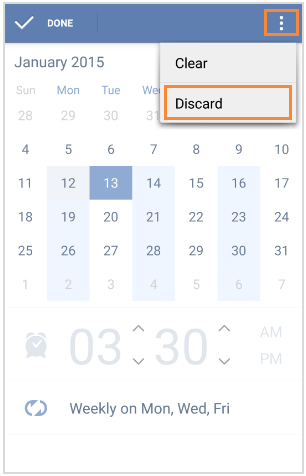 DONE
Clear
Discard
January 2015
Sun Mon Tue Wed
28 29 30 31
4 5 6 7 8 9 10
11 12 13 14 15 16 17
18 19 20 21 22 23 24
25 26 27 28 29 30 31
1 2 3 4 5 6 7
03 30 AM
PM
Weekly on Mon, Wed, Fri